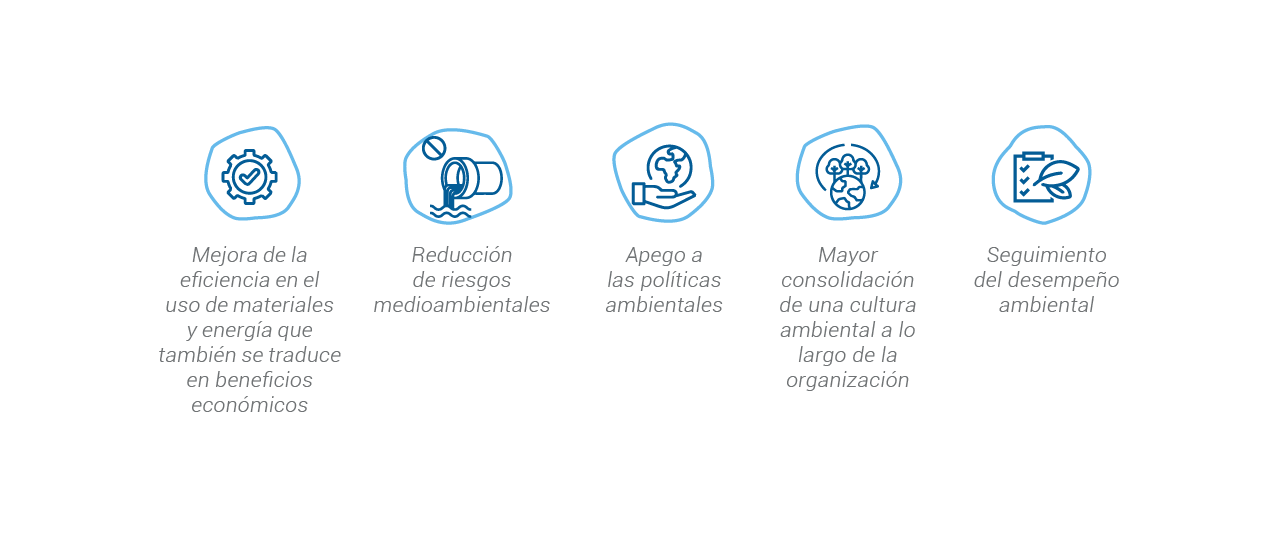 Mejora de la
eficiencia en el
uso de materiales
y energía que
también se traduce
en beneficios
económicos
Reducción
de riesgos
medioambientales
Apego a
las políticas
ambientales
Mayor
consolidación
de una cultura
ambiental a lo
largo de la
organización
Seguimiento
del desempeño
ambiental